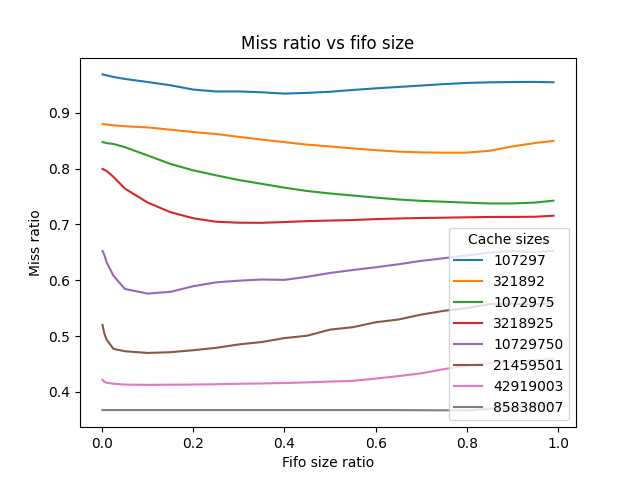 Miss ratio vs fifo size
Miss ratio
0.9
0.8
0.7
0.6
0.5
0.4
Cache sizes
107297
321892
1072975
3218925
10729750
21459501
42919003
85838007
0.0 0.2 0.4 0.6 0.8 1.0
Fifo size ratio